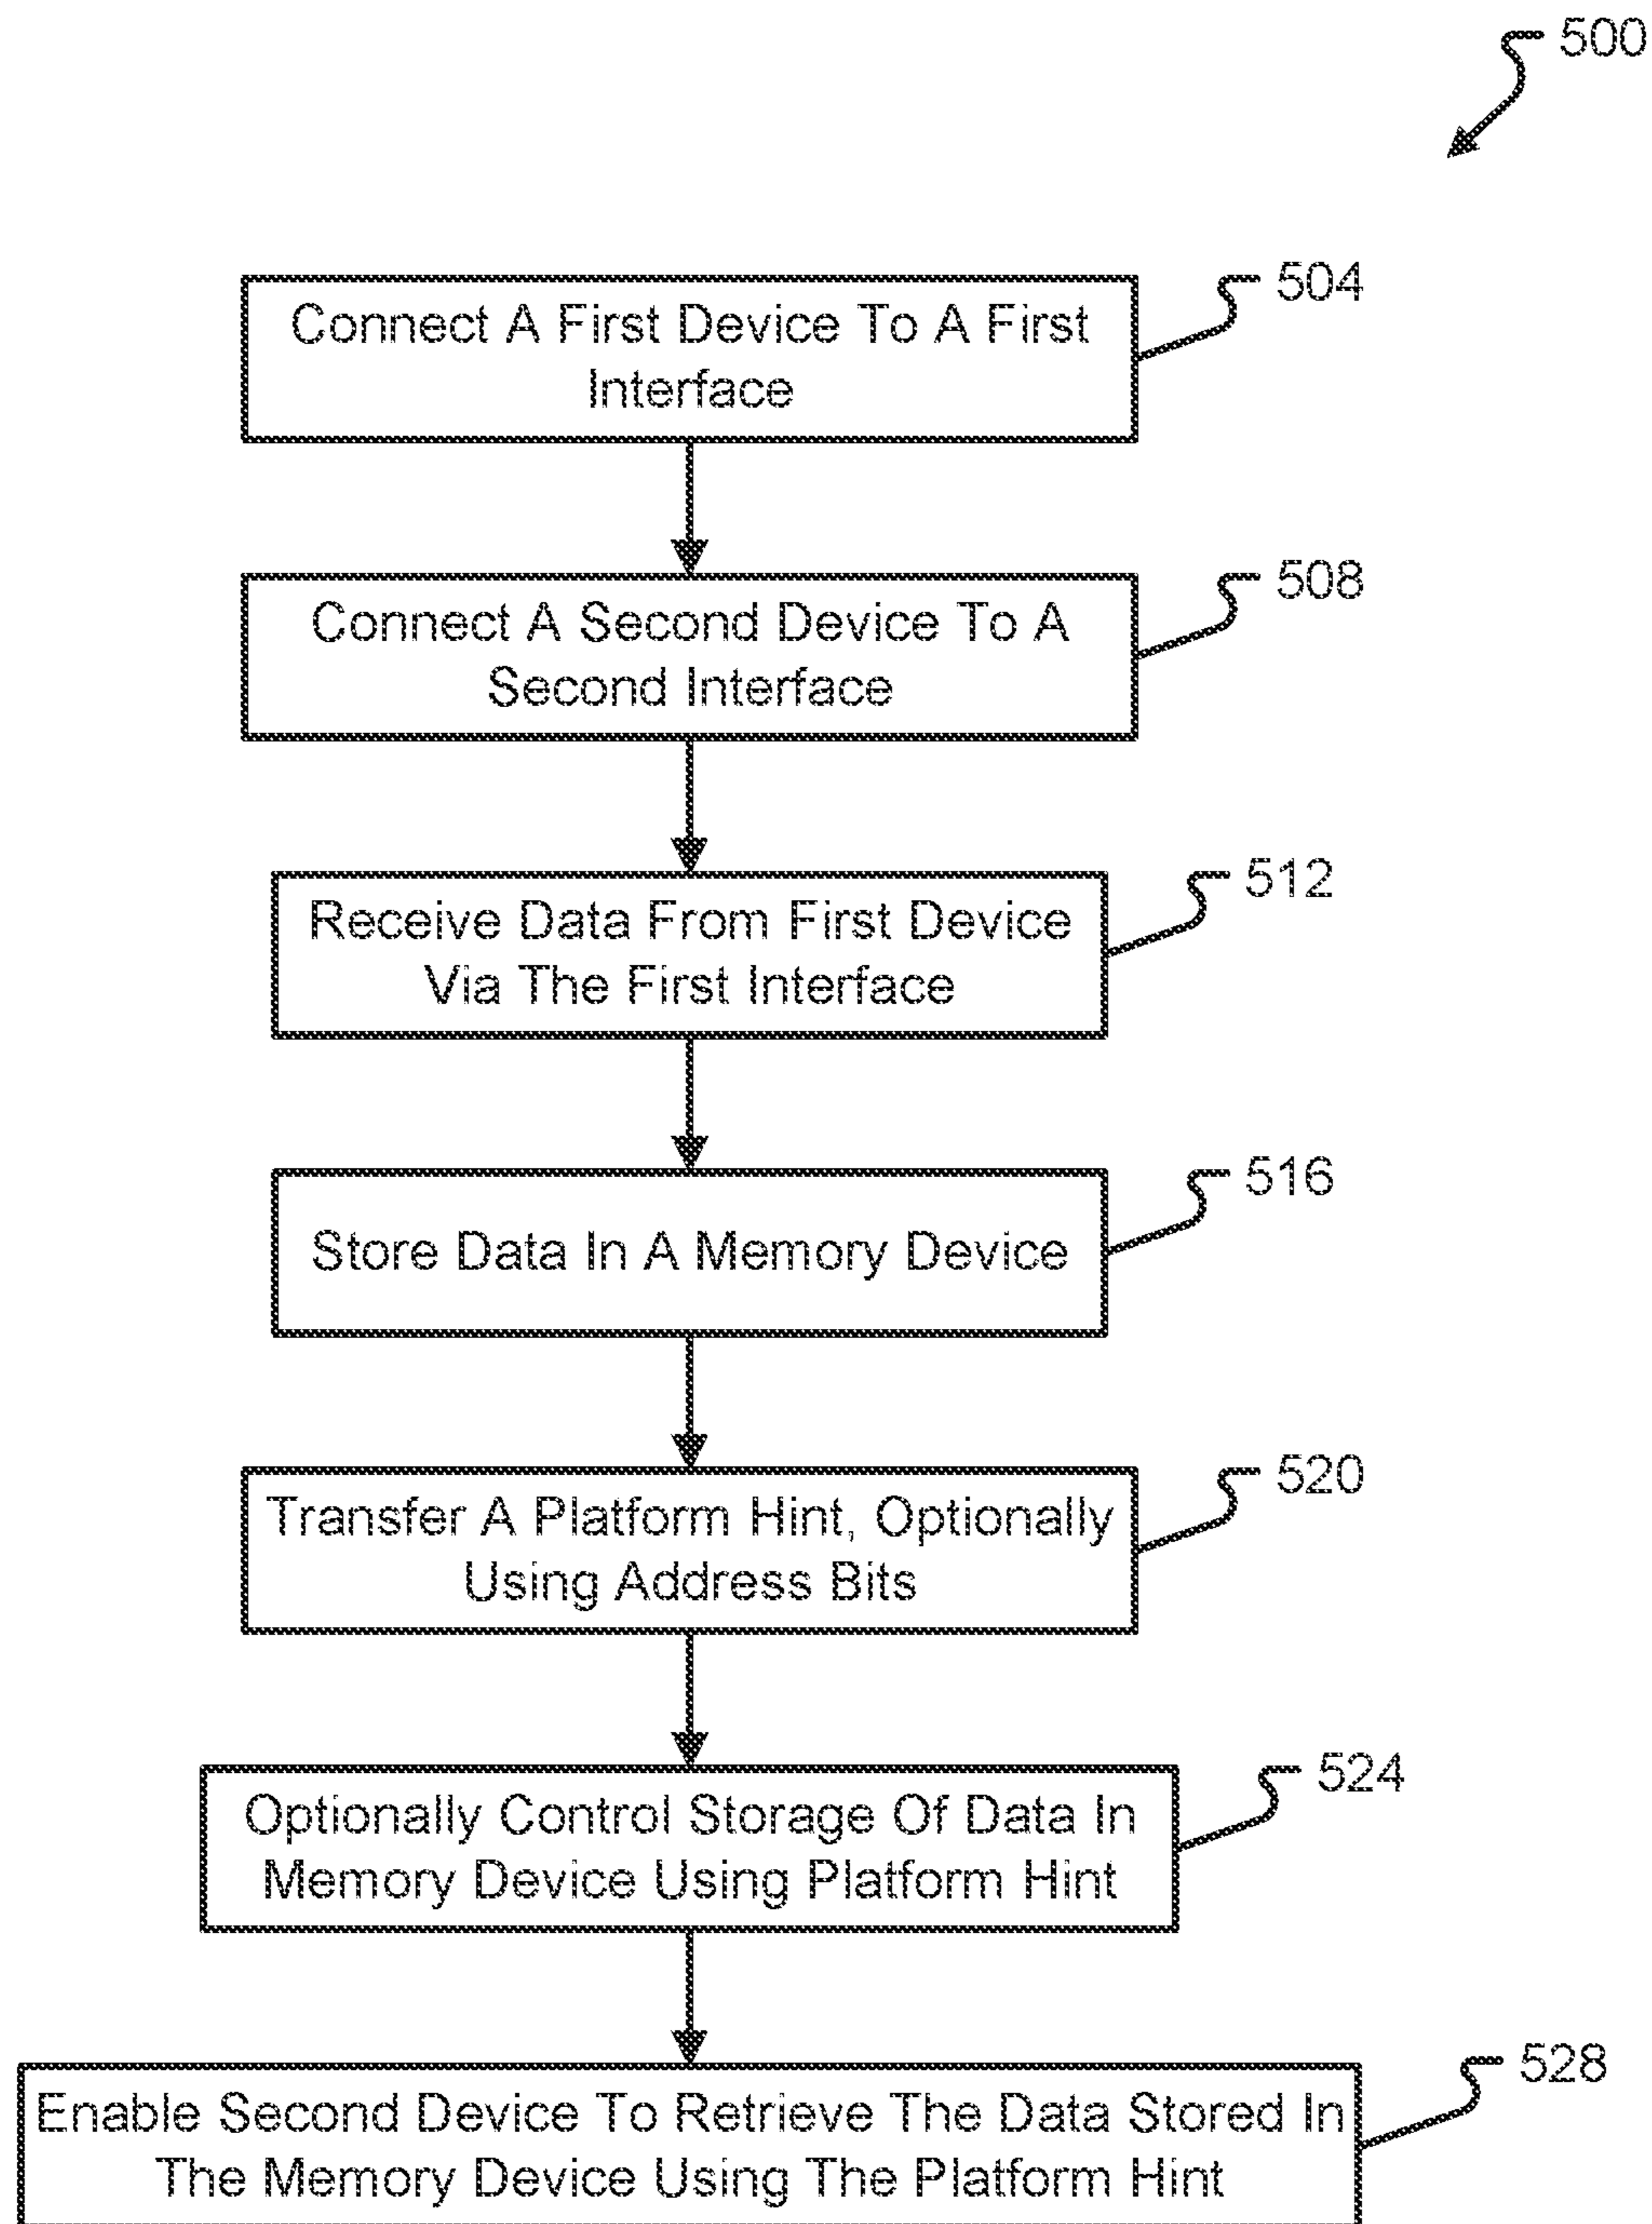 500
Connect A First Device To A First
Interface
504
Connect A Second Device To A
Second Interface
508
Receive Data From First Device
Via The First Interface
512
Store Data In A Memory Device
516
Transfer A Platform Hint, Optionally
Using Address Bits
520
Optionally Control Storage Of Data In
Memory Device Using Platform Hint
524
Enable Second Device To Retrieve The Data Stored In
The Memory Device Using The Platform Hint
528